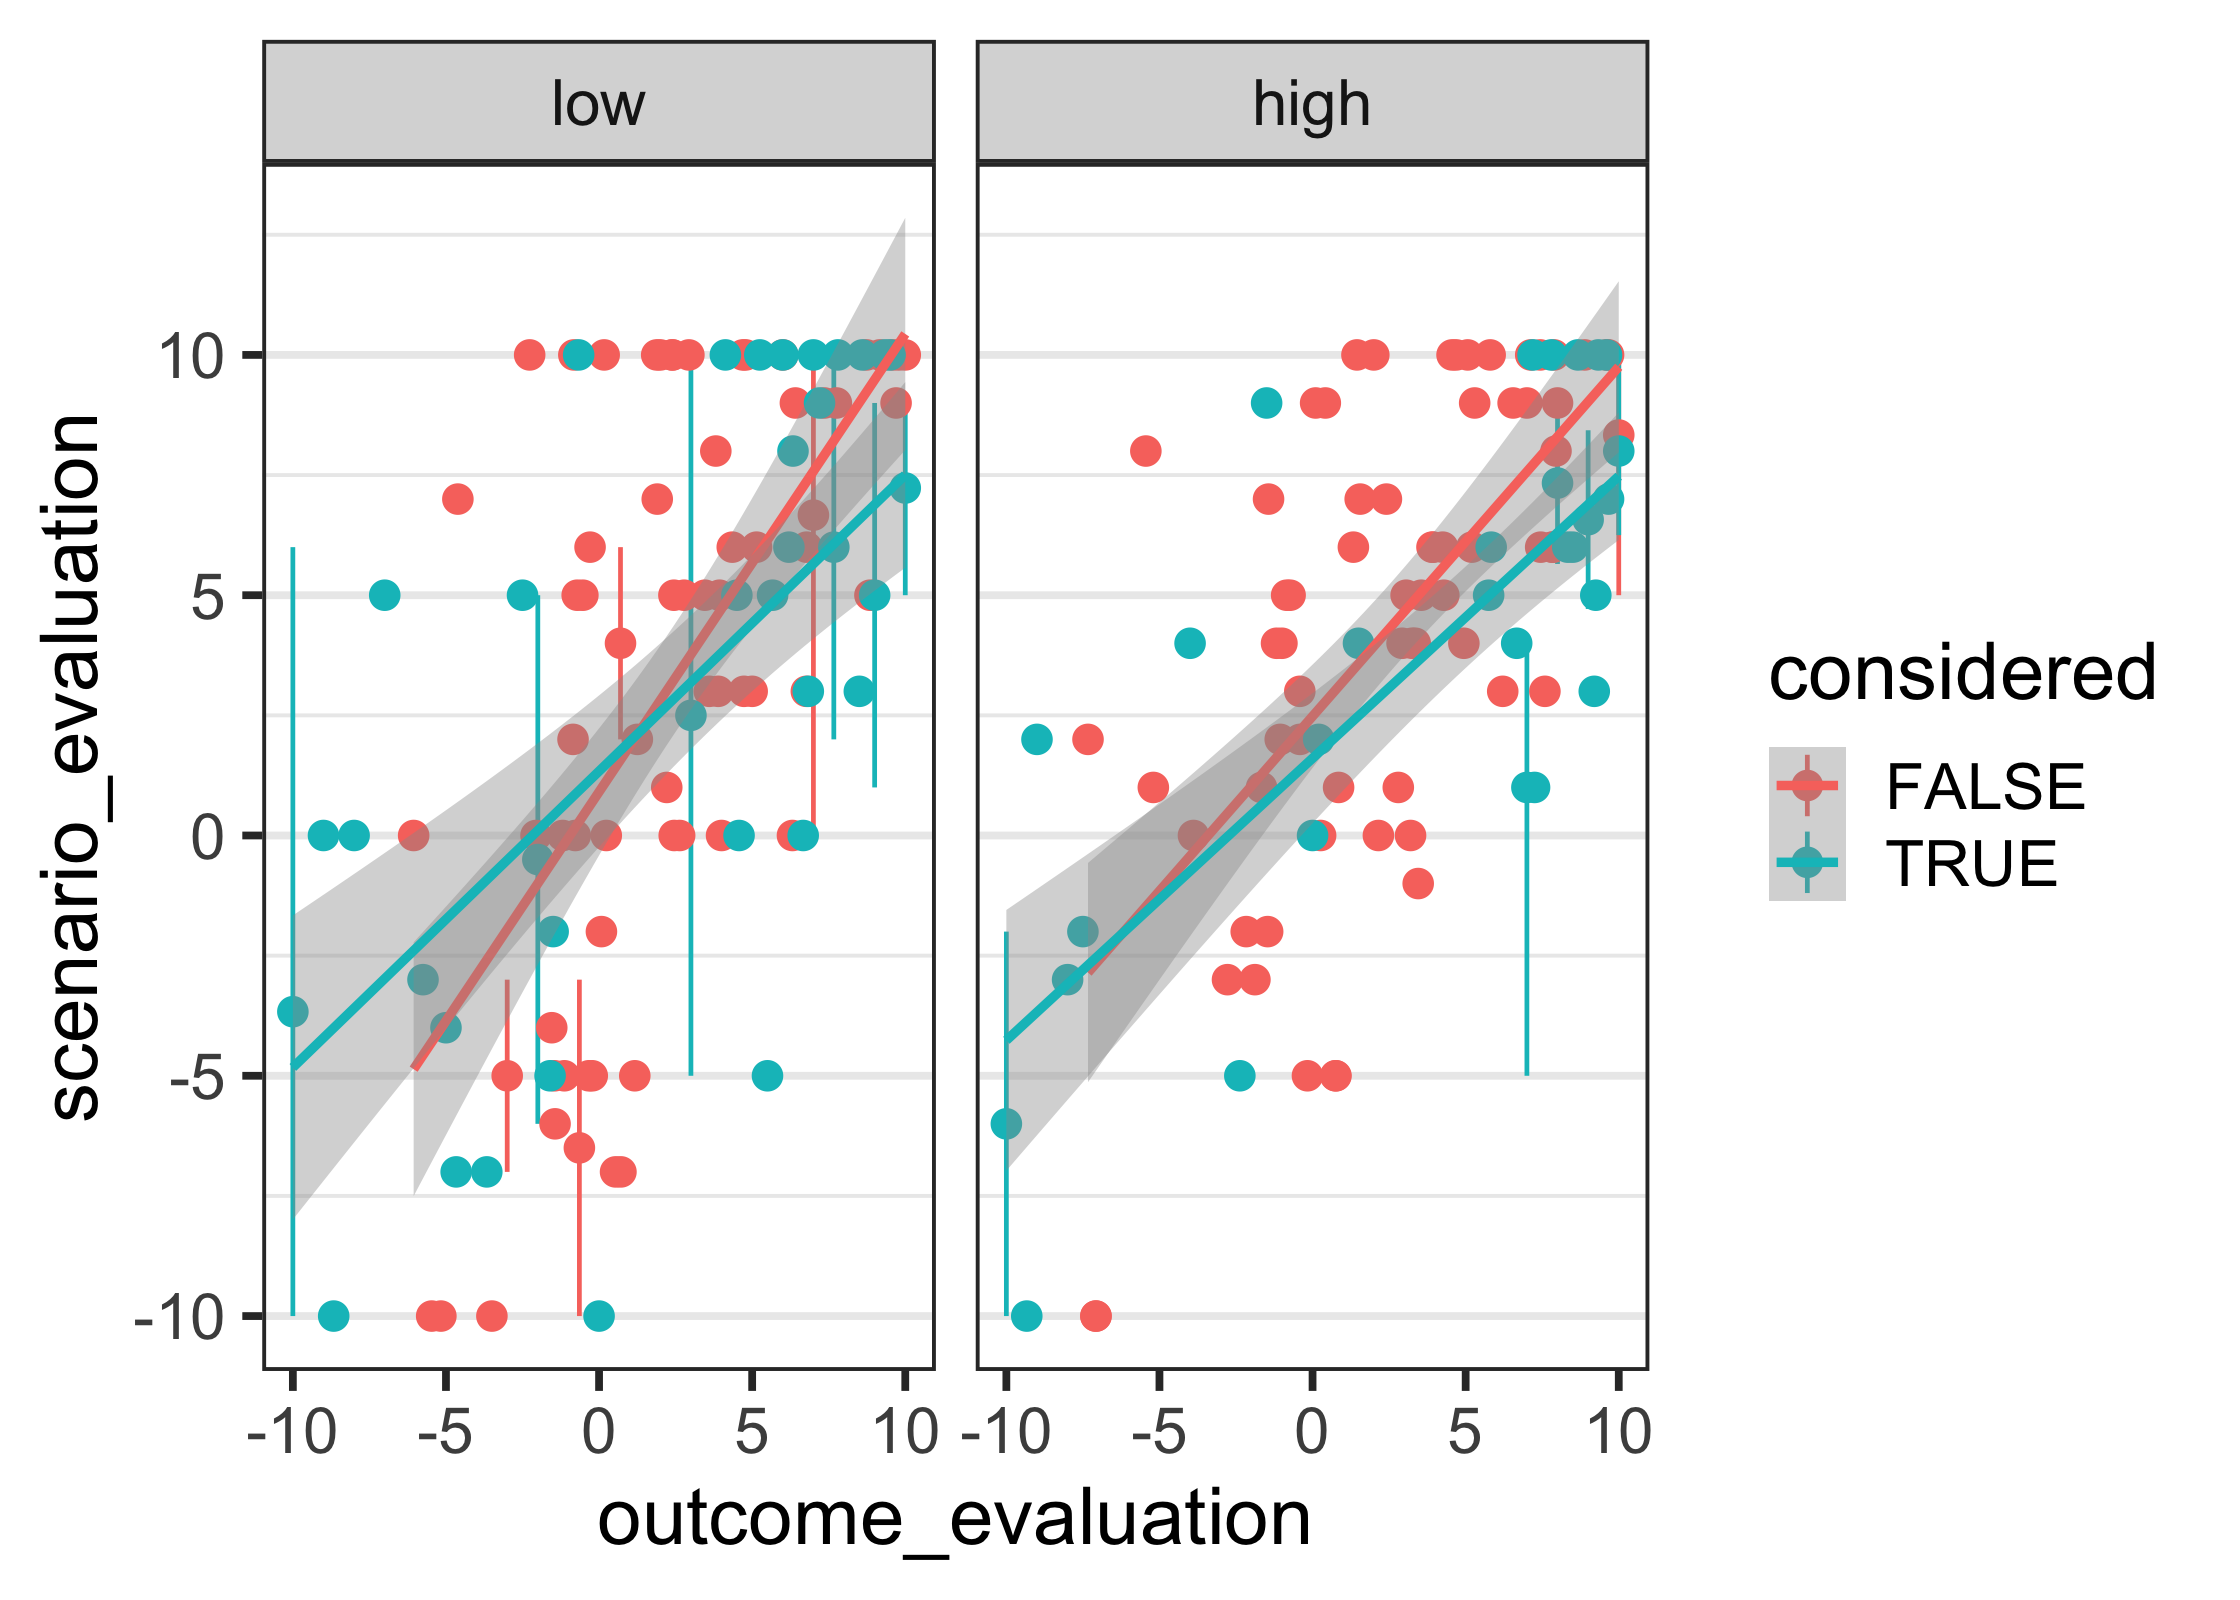 low
high
scenario_evaluation
10
5
0
-5
-10
-10 -5 0 5 10
-10 -5 0 5 10
outcome_evaluation
considered
FALSE
TRUE